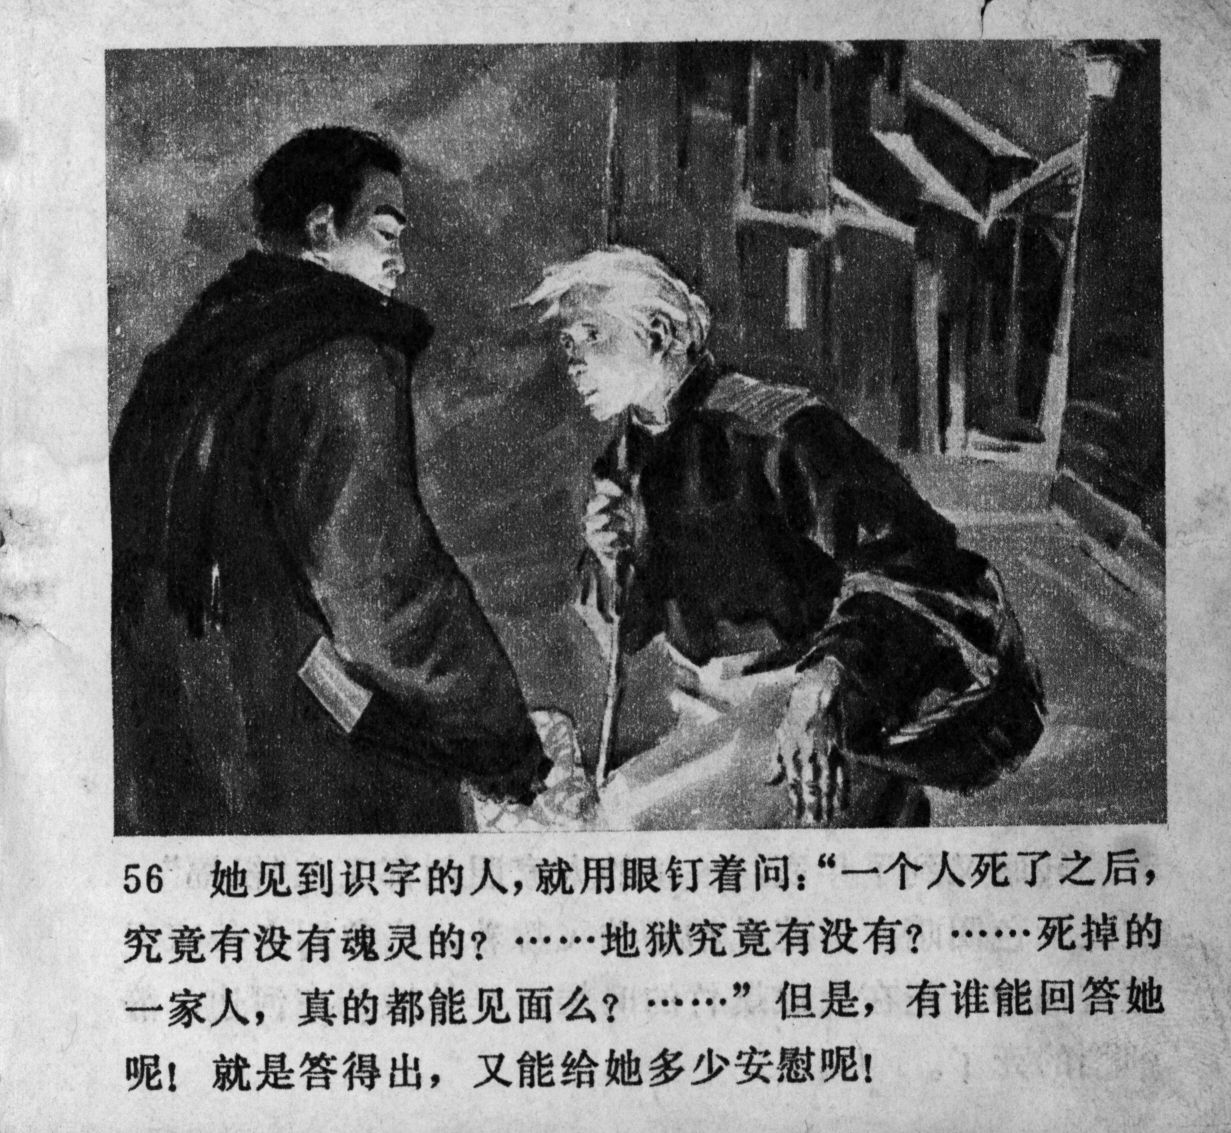 56 她见到识字的人，就用眼钉着问：“一个人死了之后，
究竟有没有魂灵的？……地狱究竟有没有？……死掉的
一家人，真的都能见面么？……”但是，有谁能回答她
呢！就是答得出，又能给她多少安慰呢！